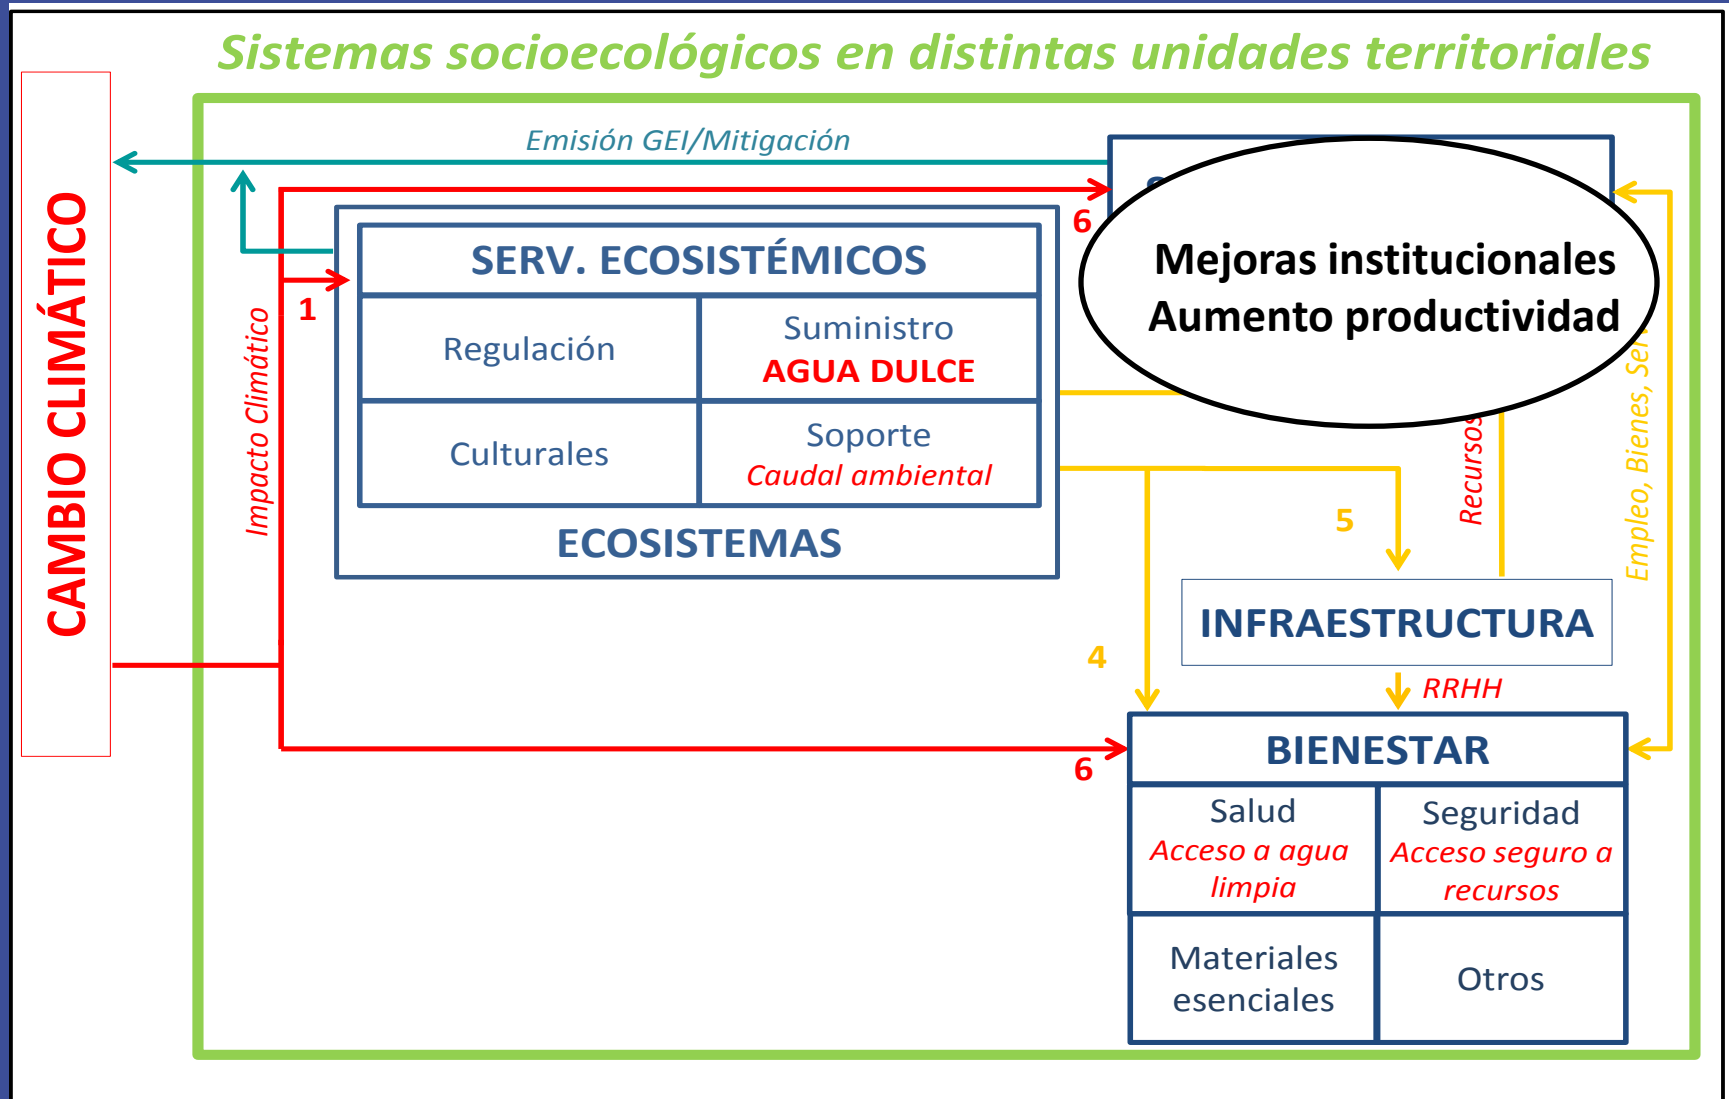 Sistemas socioecológicos en distintas unidades territoriales
CAMBIO CLIMÁTICO
Emisión GEI/Mitigación
6
Mejoras institucionales
Aumento productividad
SERV. ECOSISTÉMICOS
1
Impacto Climático
Regulación
Suministro
AGUA DULCE
Culturales
Soporte
Caudal ambiental
ECOSISTEMAS
Recursos
Empleo, Bienes,
5
4
INFRAESTRUCTURA
RRHH
6
BIENESTAR
Salud
Acceso a agua
limpia
Seguridad
Acceso seguro a
recursos
Materiales
esenciales
Otros